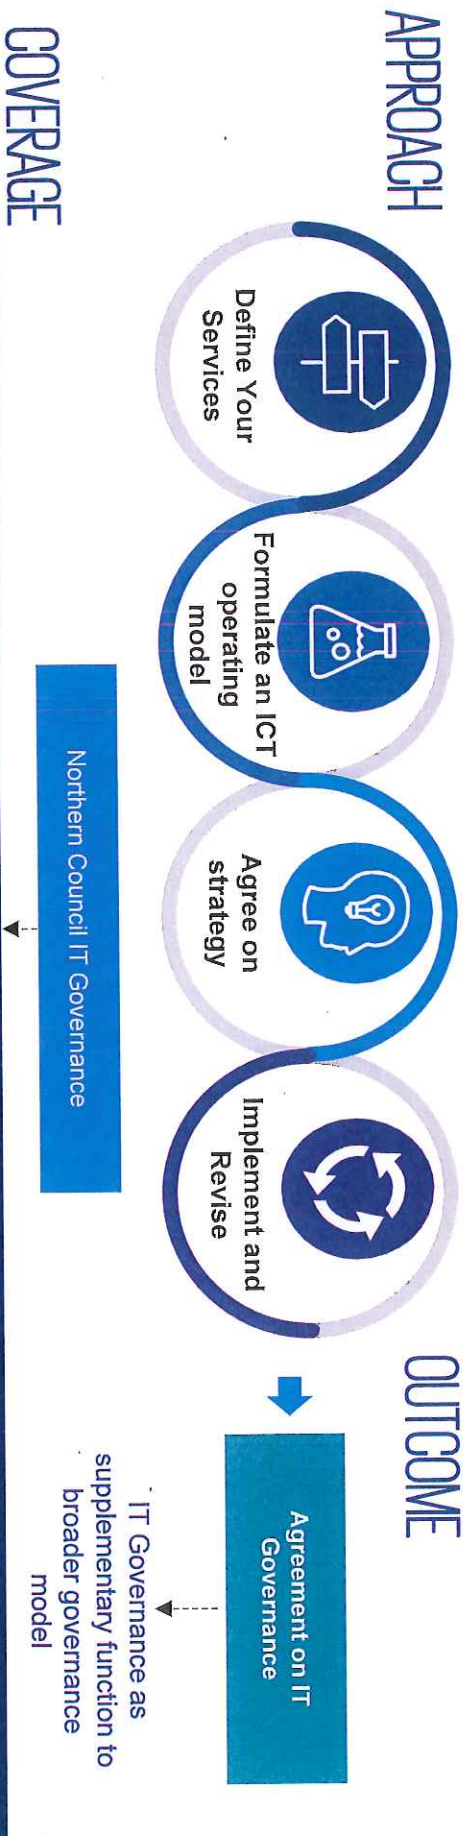 APPROACH
Define Your
Services
Formulate an ICT
operating
model
Agree on
strategy
Implement and
Revise
OUTCOME
Agreement on IT
Governance
IT Governance as
supplementary function to
broader governance
model
COVERAGE
Northern Council IT Governance